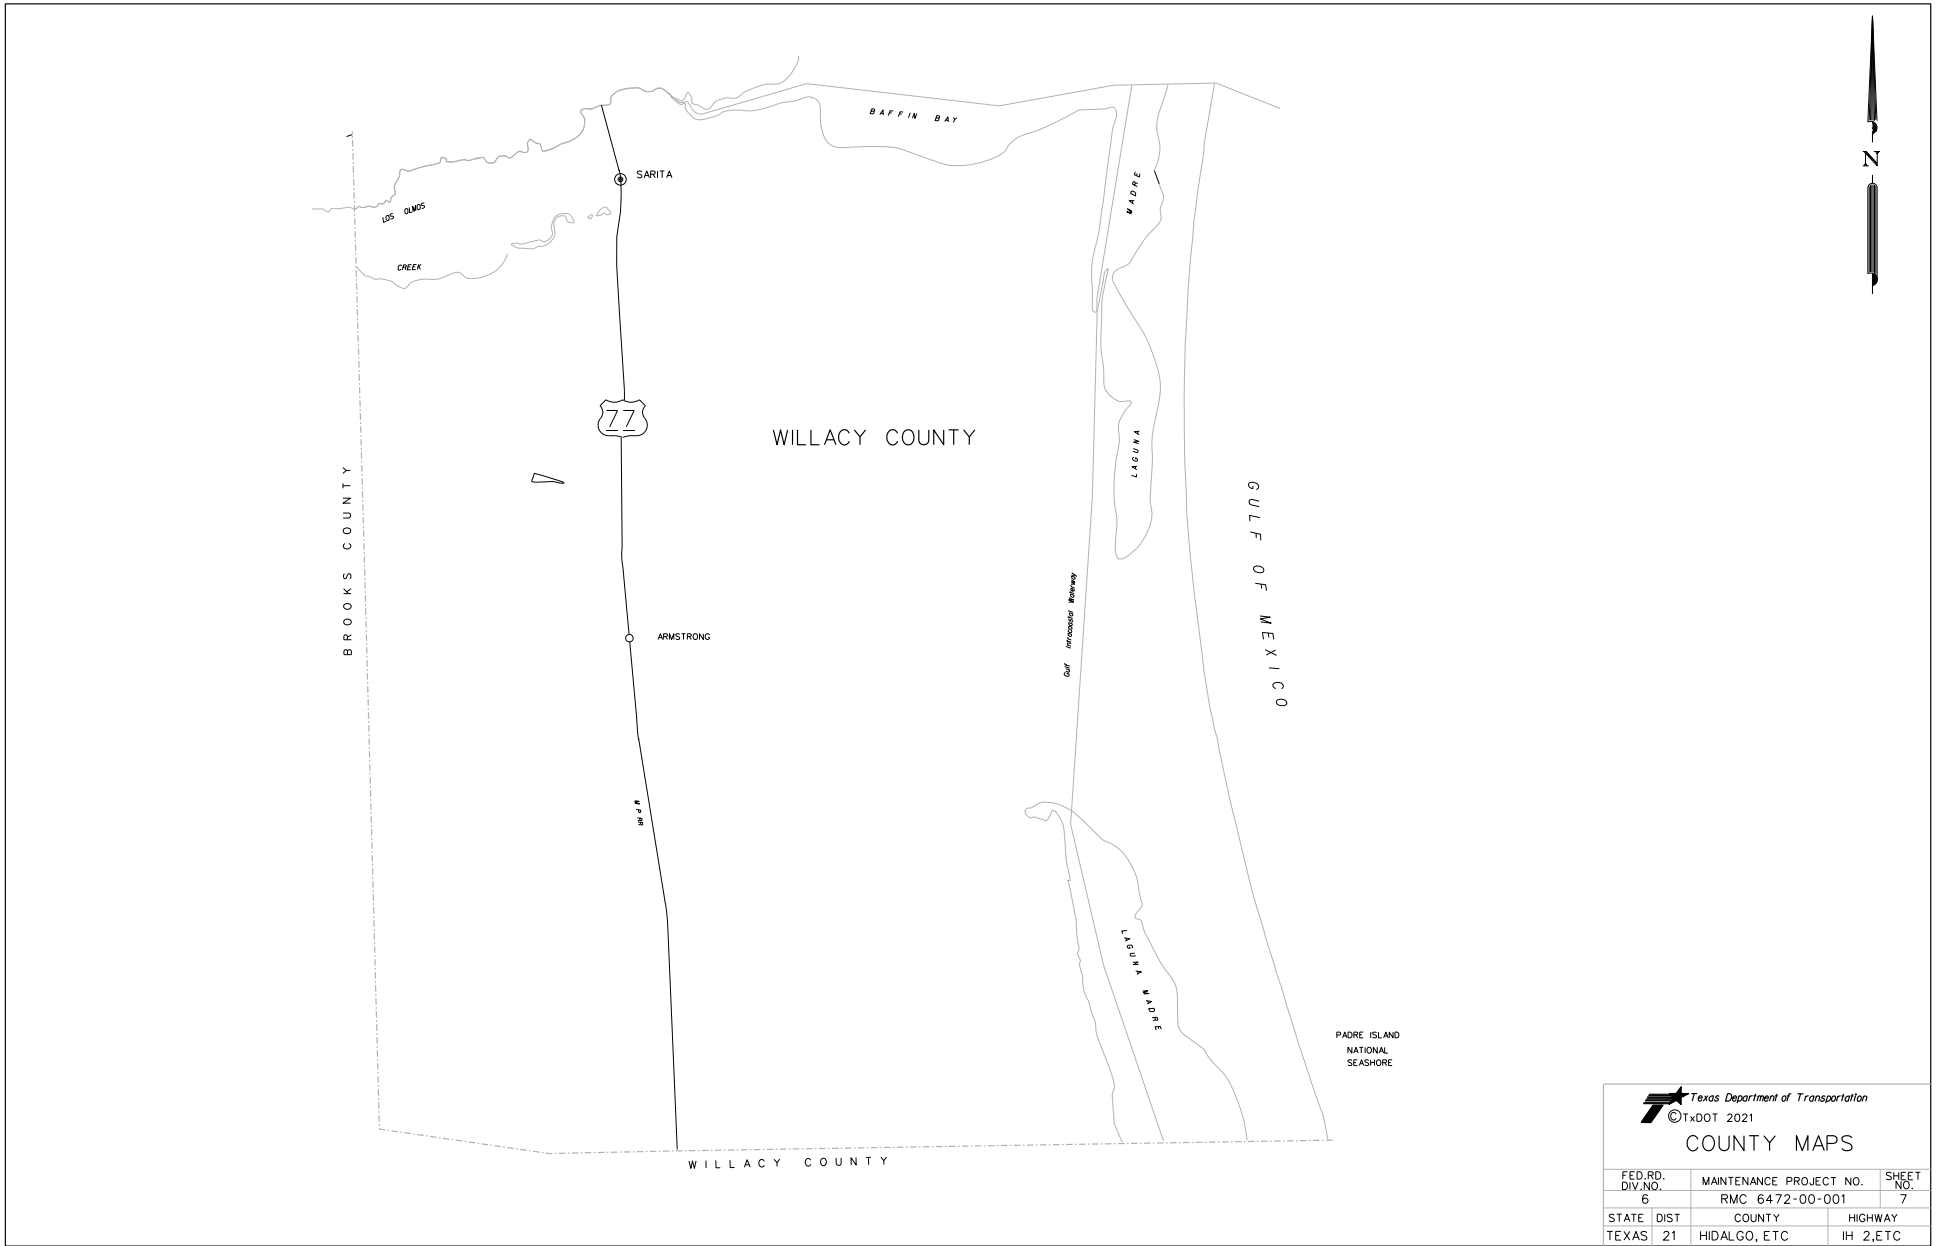 BAFFIN BAY
N
SARITA
MADRE
LOS OLMOS
CREEK
77
WILLACY COUNTY
LAGUNA
BROOKS COUNTY
GULF OF MEXICO
Gulf Intracoastal Waterway
ARMSTRONG
M P RR
LAGUNA MADRE
PADRE ISLAND
NATIONAL
SEASHORE
WILLACY COUNTY
Texas Department of Transportation
©TxDOT 2021
COUNTY MAPS
FED.RD.
DIV.NO.
MAINTENANCE PROJECT NO.
SHEET
NO.
6 RMC 6472-00-001 7
STATE DIST COUNTY HIGHWAY
TEXAS 21 HIDALGO, ETC IH 2,ETC